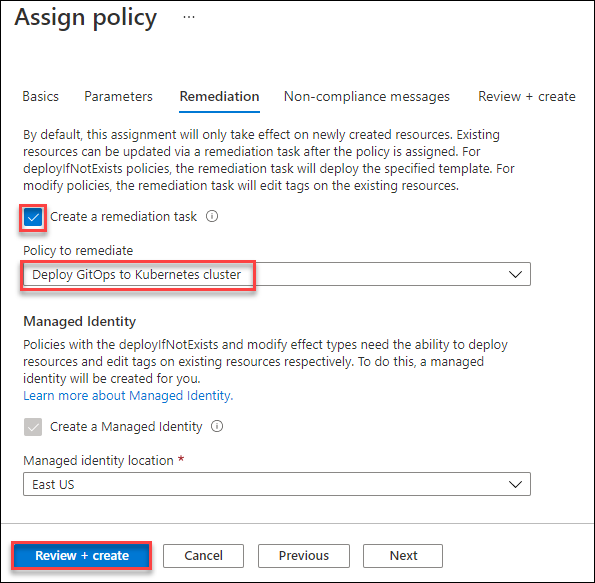 Assign policy ...
Basics Parameters Remediation Non-compliance messages Review + create
By default, this assignment will only take effect on newly created resources. Existing
resources can be updated via a remediation task after the policy is assigned. For
deployIfNotExists policies, the remediation task will deploy the specified template. For
modify policies, the remediation task will edit tags on the existing resources.
Create a remediation task
Policy to remediate
Deploy GitOps to Kubernetes cluster
Managed Identity
Policies with the deployIfNotExists and modify effect types need the ability to deploy
resources and edit tags on existing resources respectively. To do this, a managed
identity will be created for you.
Learn more about Managed Identity.
Create a Managed Identity
Managed identity location *
East US
Review + create Cancel Previous Next